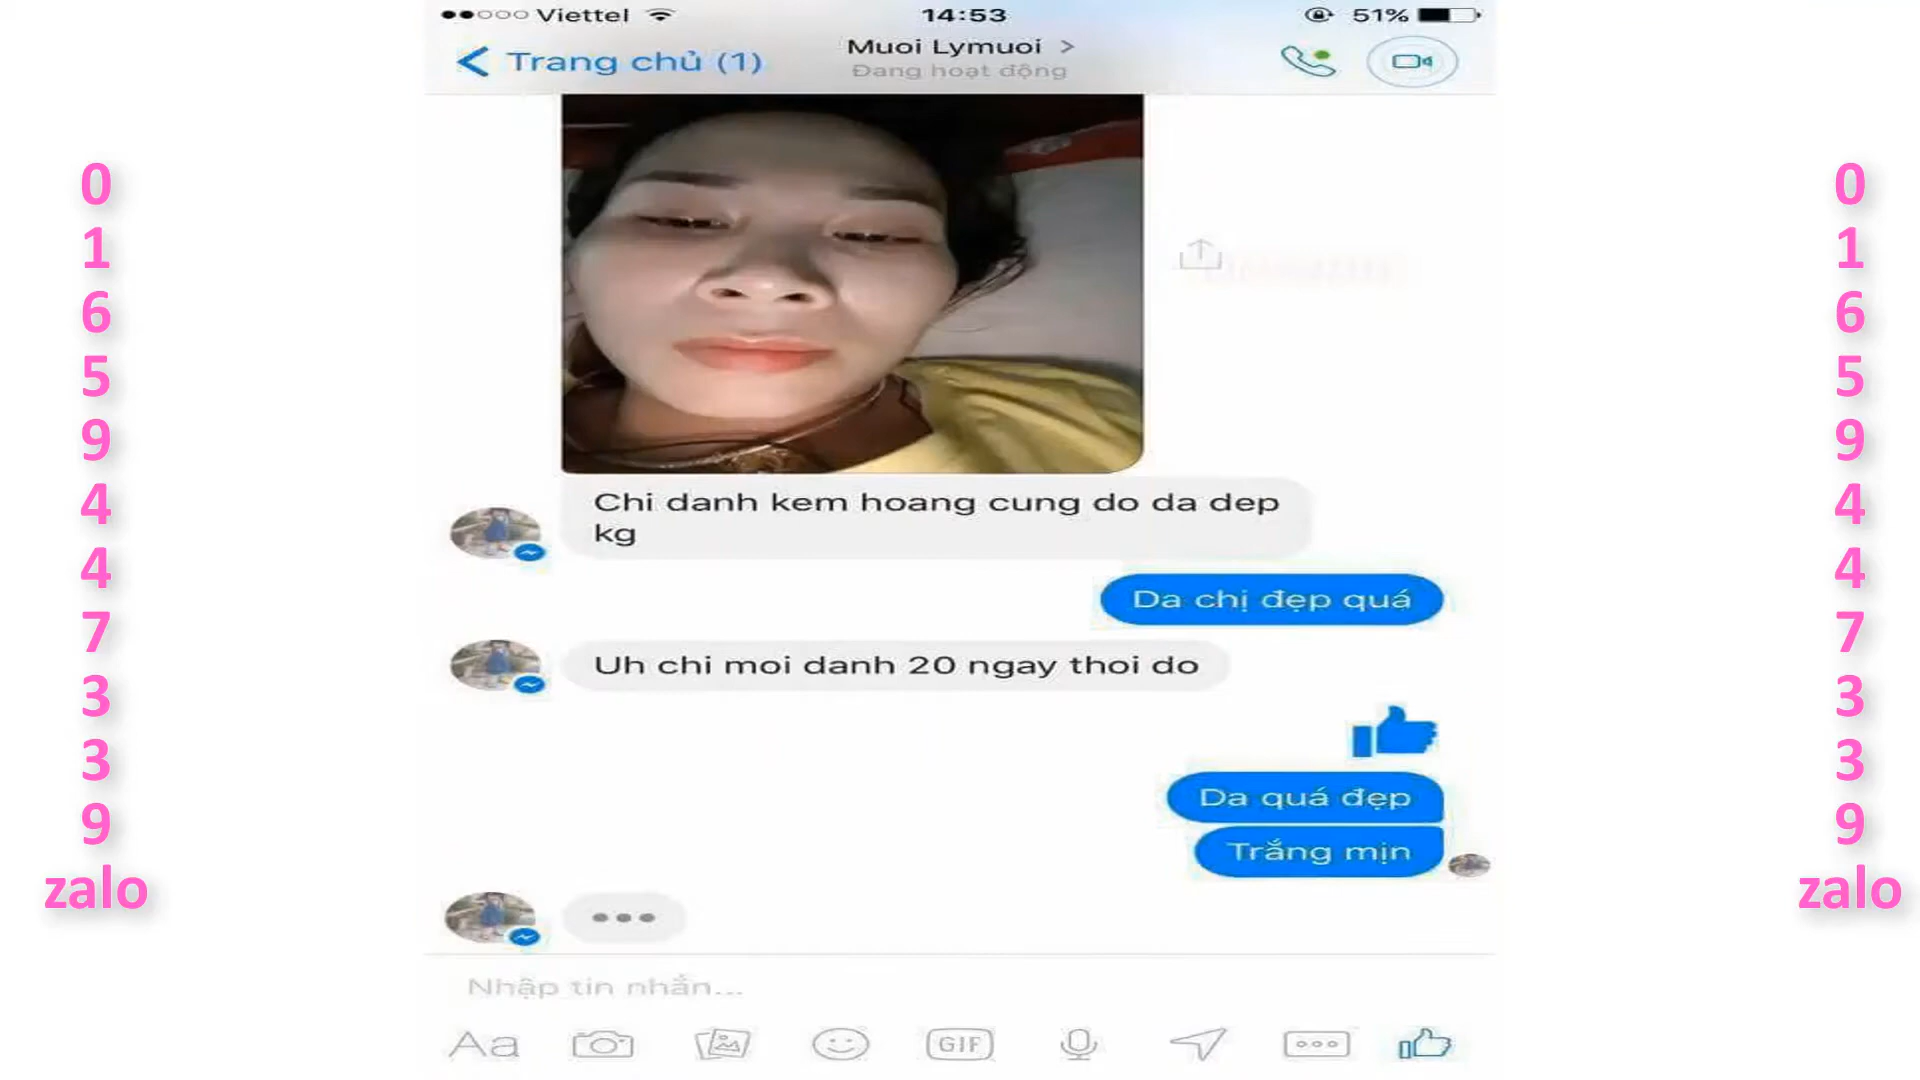 Viettel 14:53 51%
Trang chủ (1)
Muoi Lymuoi >
Đang hoạt động
Chi danh kem hoang cung do da dep
kg
Da chị đẹp quá
Uh chi moi danh 20 ngay thoi do
Da quá đẹp
Trắng mịn
Nhập tin nhắn...
Aa GIF
0
1
6
5
9
4
4
7
3
3
9
zalo
0
1
6
5
9
4
4
7
3
3
9
zalo